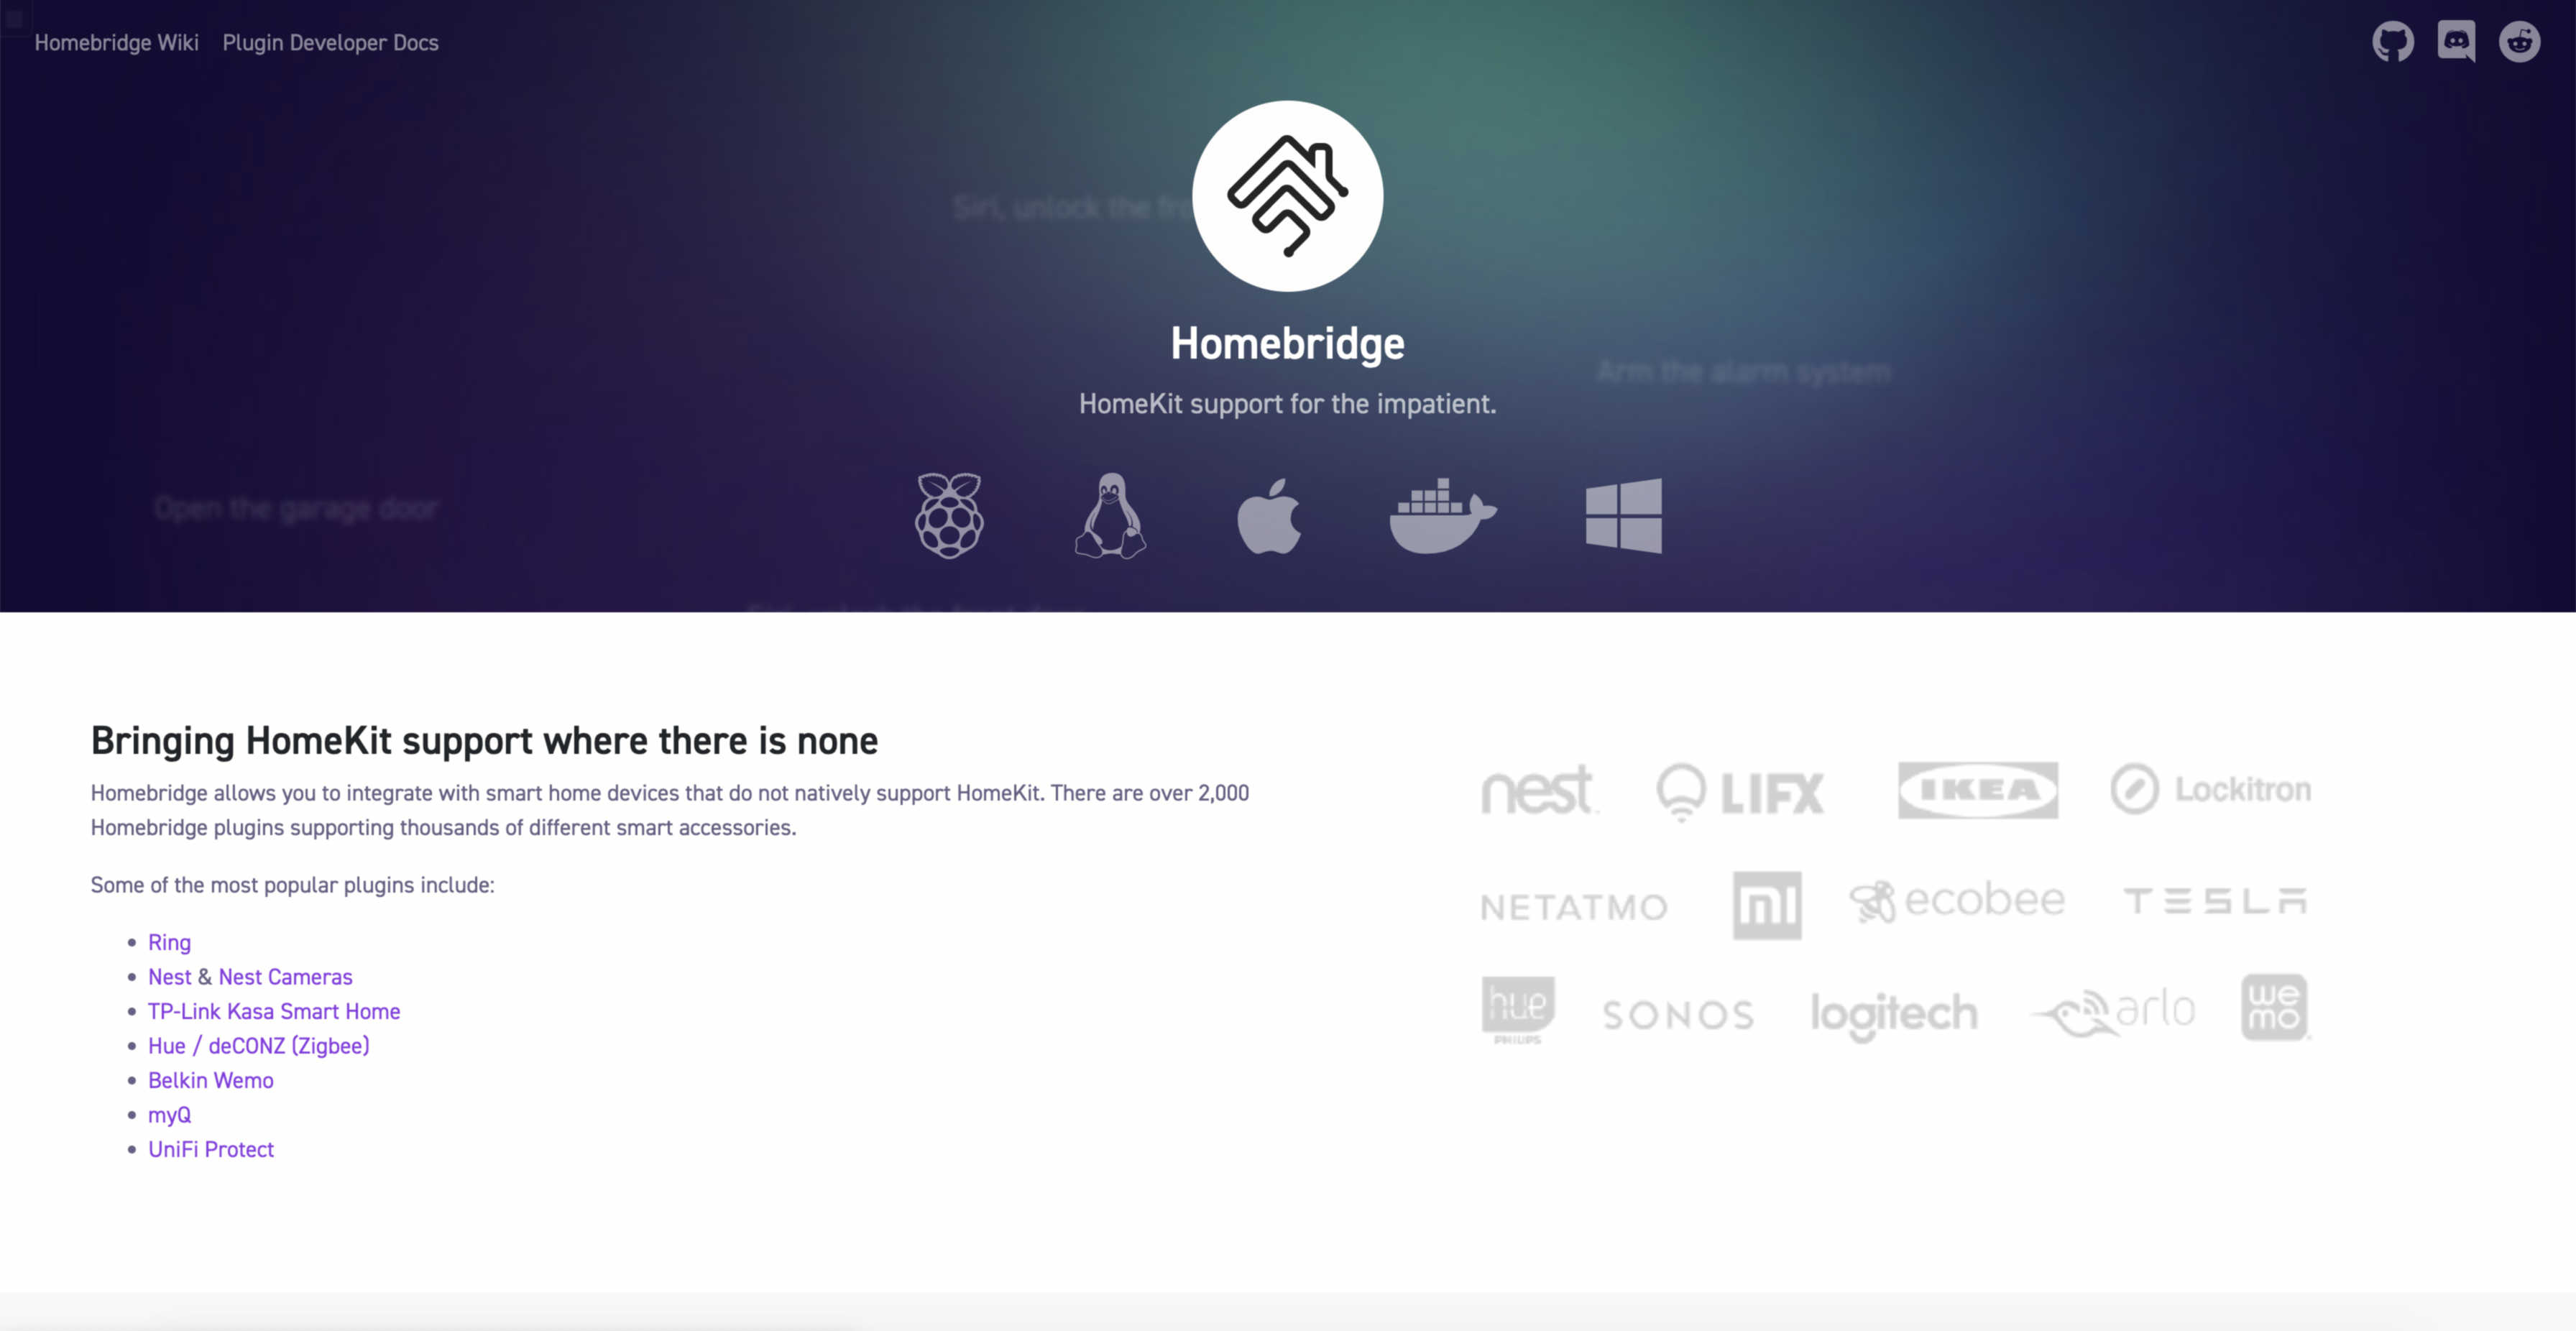 Homebridge Wiki Plugin Developer Docs
Siri, unlock the
Homebridge
Arm the alarm system
HomeKit support for the impatient.
Open the garage door
Bringing HomeKit support where there is none
Homebridge allows you to integrate with smart home devices that do not natively support HomeKit. There are over 2,000
Homebridge plugins supporting thousands of different smart accessories.
Some of the most popular plugins include:
• Ring
• Nest & Nest Cameras
• TP-Link Kasa Smart Home
• Hue / deCONZ (Zigbee)
• Belkin Wemo
• myQ
• UniFi Protect
nest LIFX IKEA Lockitron
NETATMO mi ecobee TESLA
hue PHILIPS SONOS logitech arlo we mo